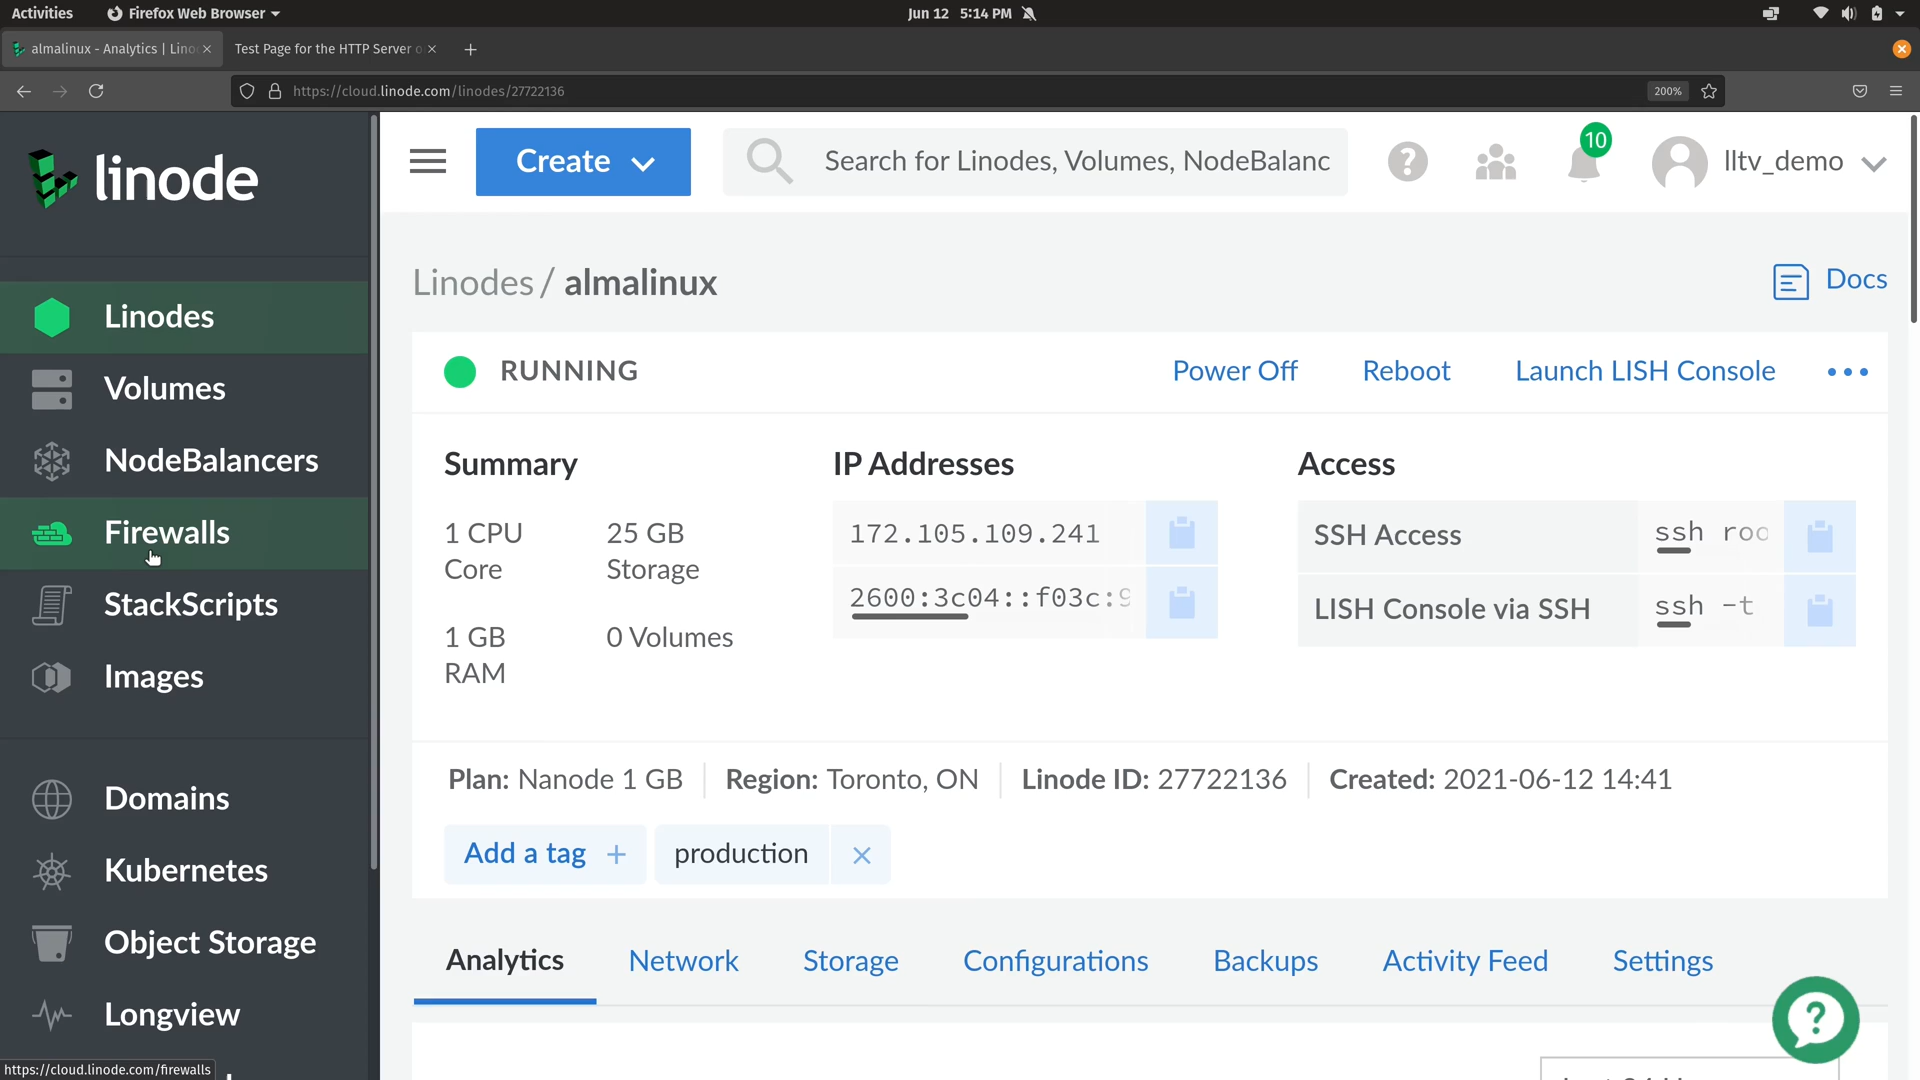 Activities
Firefox Web Browser
Jun 12 5:14 PM
almalinux - Analytics | Lino
Test Page for the HTTP Server o
https://cloud.linode.com/linodes/27722136
200%
linode
Create
Search for Linodes, Volumes, NodeBalanc
10
lltv_demo
Linodes
Volumes
NodeBalancers
Firewalls
StackScripts
Images
Domains
Kubernetes
Object Storage
Longview
https://cloud.linode.com/firewalls
Linodes / almalinux
Docs
RUNNING
Power Off
Reboot
Launch LISH Console
Summary
1 CPU
Core
25 GB
Storage
1 GB
RAM
0 Volumes
IP Addresses
172.105.109.241
2600:3c04::f03c:9
Access
SSH Access
ssh roo
LISH Console via SSH
ssh -t
Plan: Nanode 1 GB
Region: Toronto, ON
Linode ID: 27722136
Created: 2021-06-12 14:41
Add a tag +
production
Analytics
Network
Storage
Configurations
Backups
Activity Feed
Settings